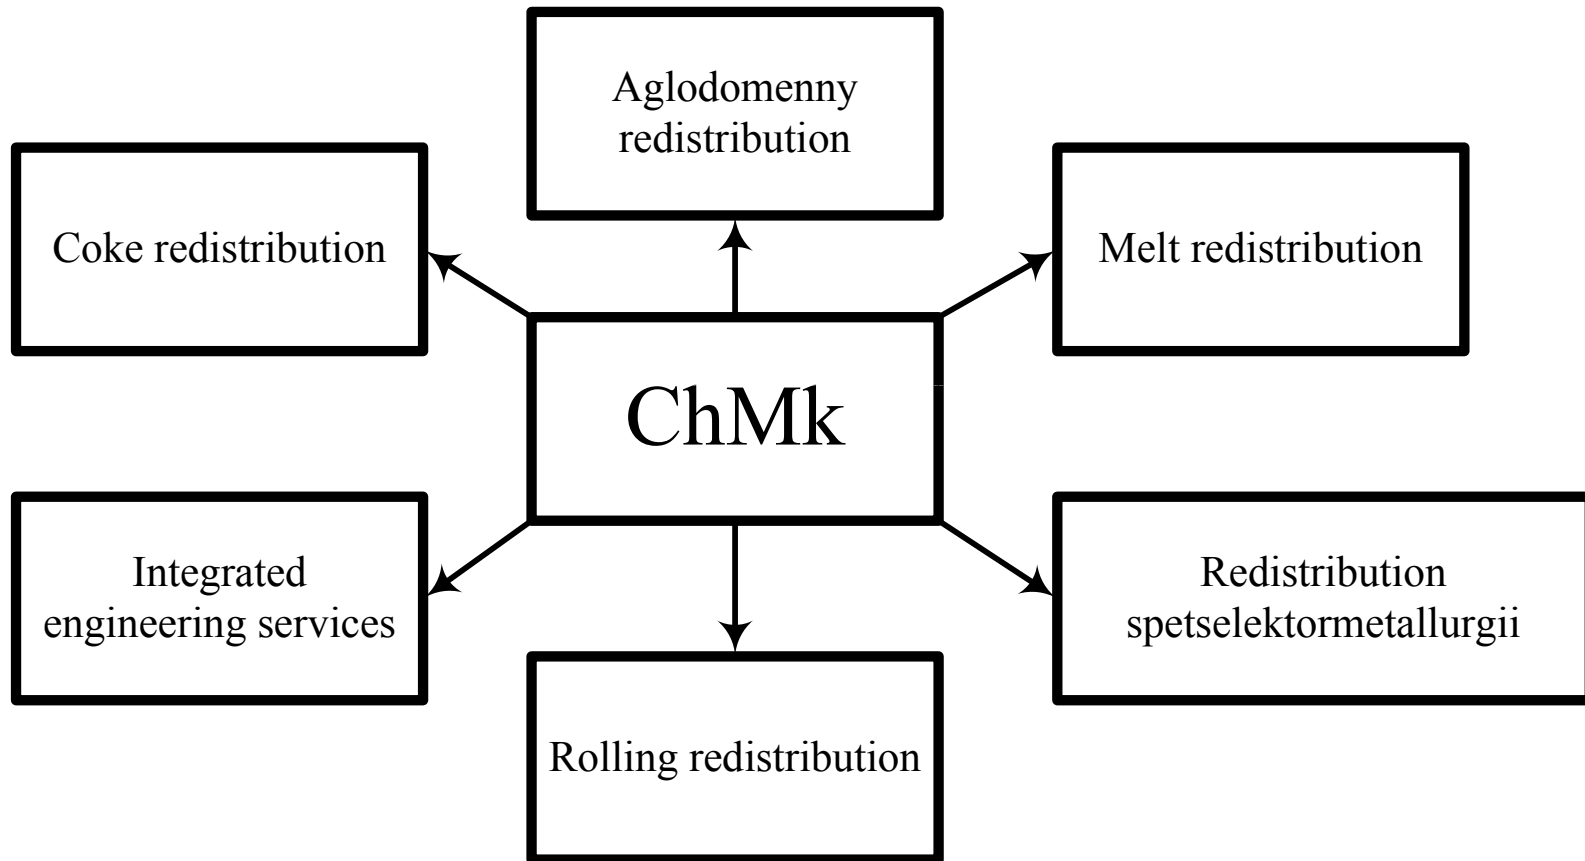 Aglodomenny
redistribution
Coke redistribution
Melt redistribution
ChMk
Integrated
engineering services
Redistribution
spetselektormetallurgii
Rolling redistribution